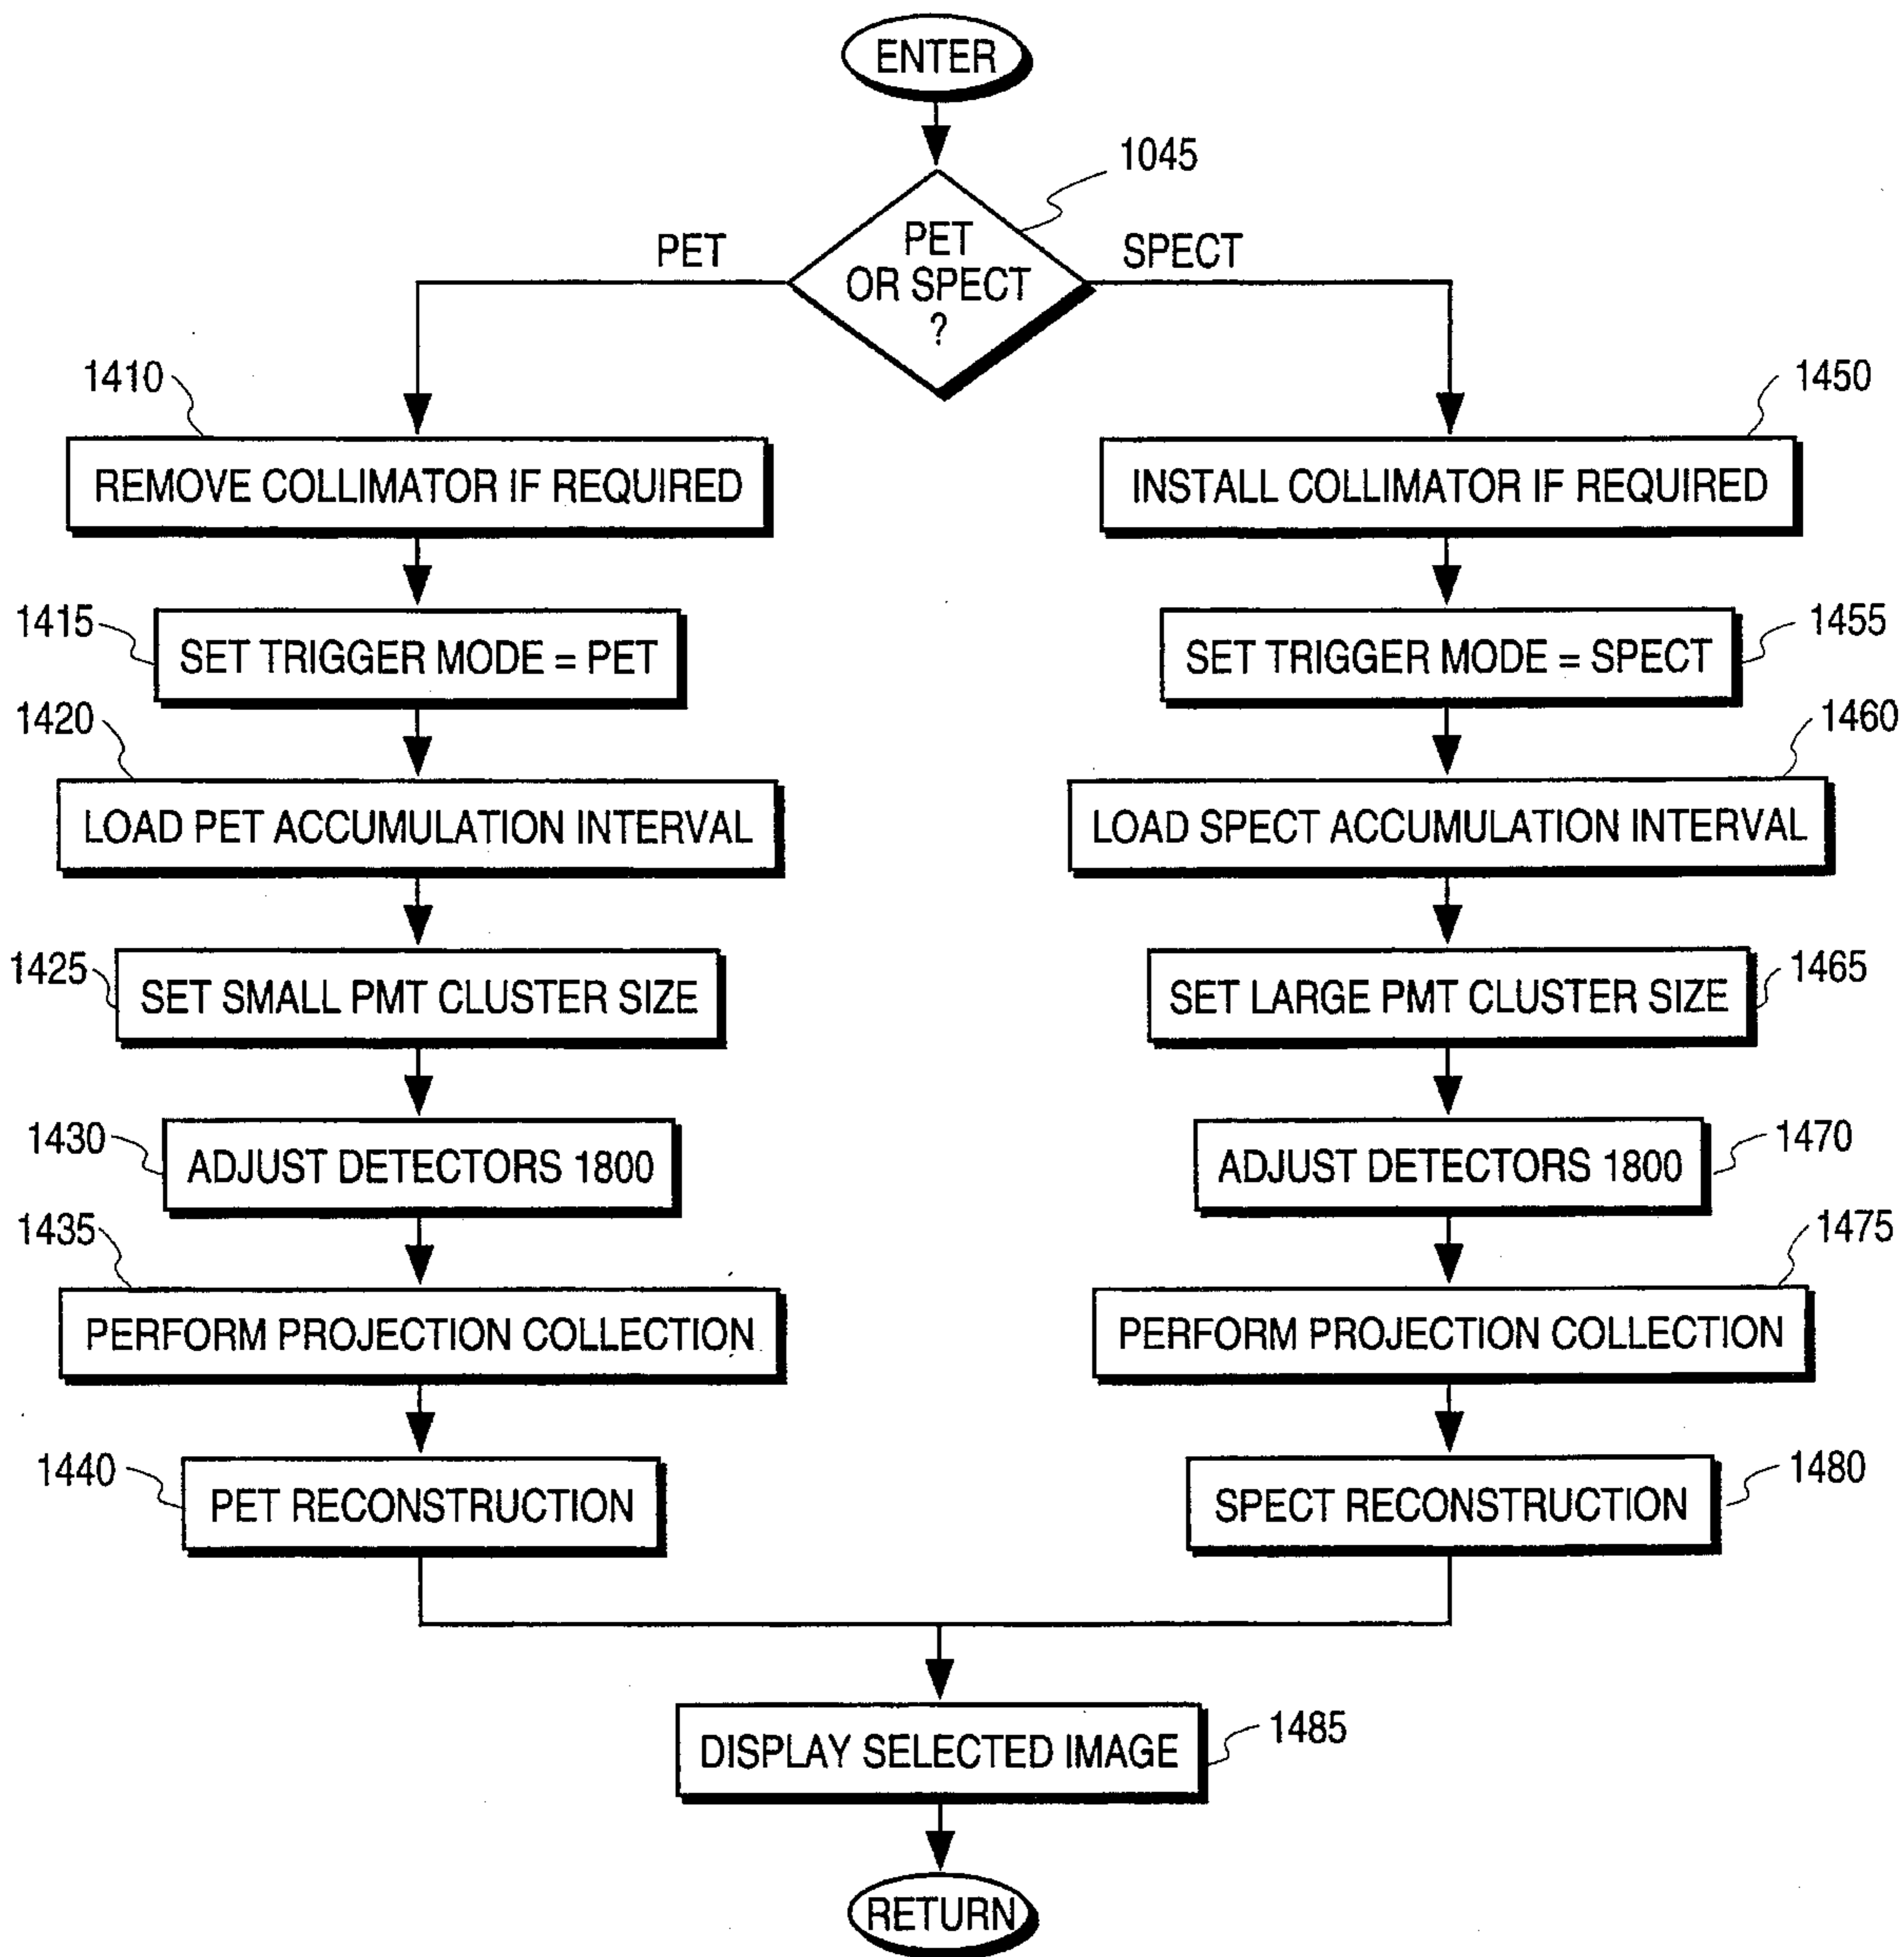 ENTER
1045
PET
OR SPECT
?
PET
SPECT
1410
REMOVE COLLIMATOR IF REQUIRED
1415
SET TRIGGER MODE = PET
1420
LOAD PET ACCUMULATION INTERVAL
1425
SET SMALL PMT CLUSTER SIZE
1430
ADJUST DETECTORS 1800
1435
PERFORM PROJECTION COLLECTION
1440
PET RECONSTRUCTION
1450
INSTALL COLLIMATOR IF REQUIRED
1455
SET TRIGGER MODE = SPECT
1460
LOAD SPECT ACCUMULATION INTERVAL
1465
SET LARGE PMT CLUSTER SIZE
1470
ADJUST DETECTORS 1800
1475
PERFORM PROJECTION COLLECTION
1480
SPECT RECONSTRUCTION
1485
DISPLAY SELECTED IMAGE
RETURN